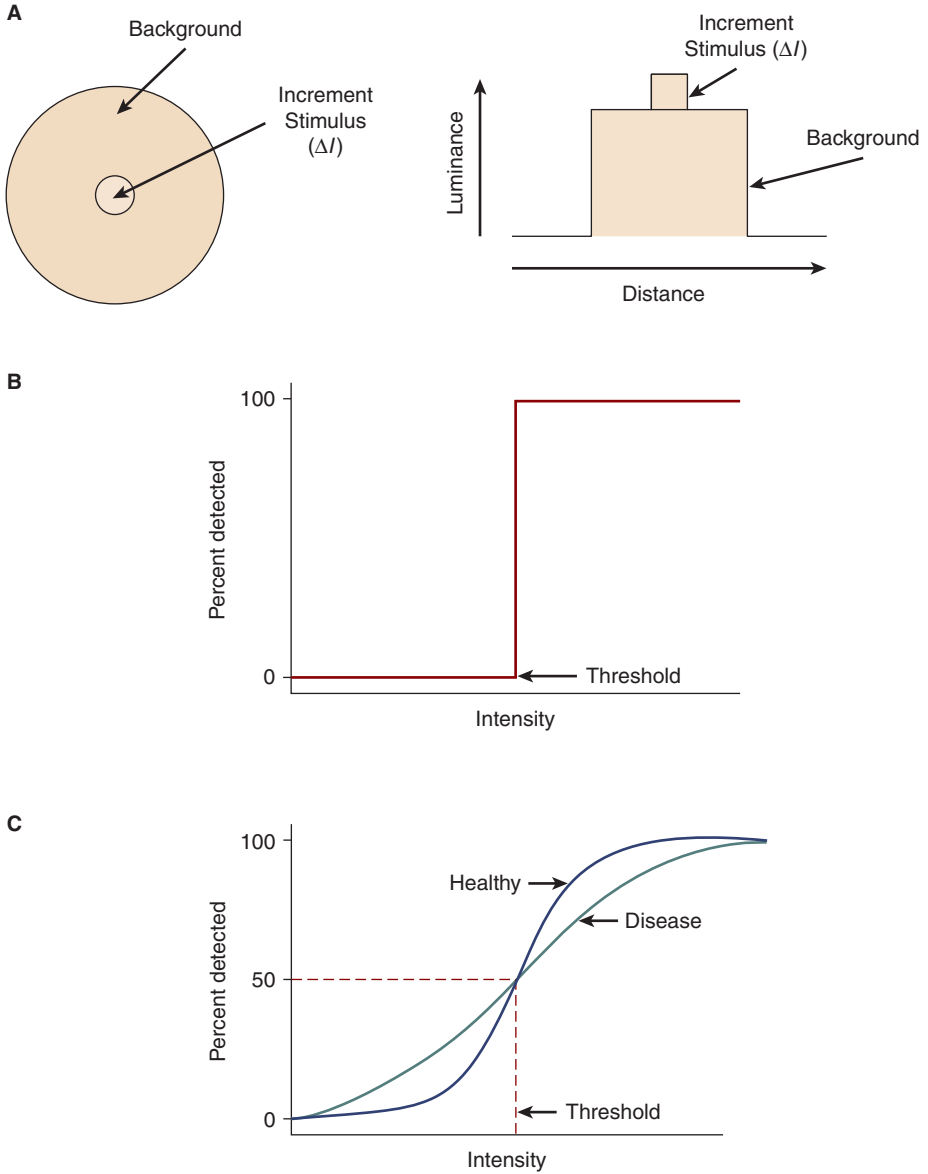 A
Background
Increment
Stimulus
(ΔI)
Increment
Stimulus (ΔI)
Luminance
Background
Distance
B
100
Percent detected
0
Threshold
Intensity
C
100
Healthy
Disease
Percent detected
50
0
Threshold
Intensity